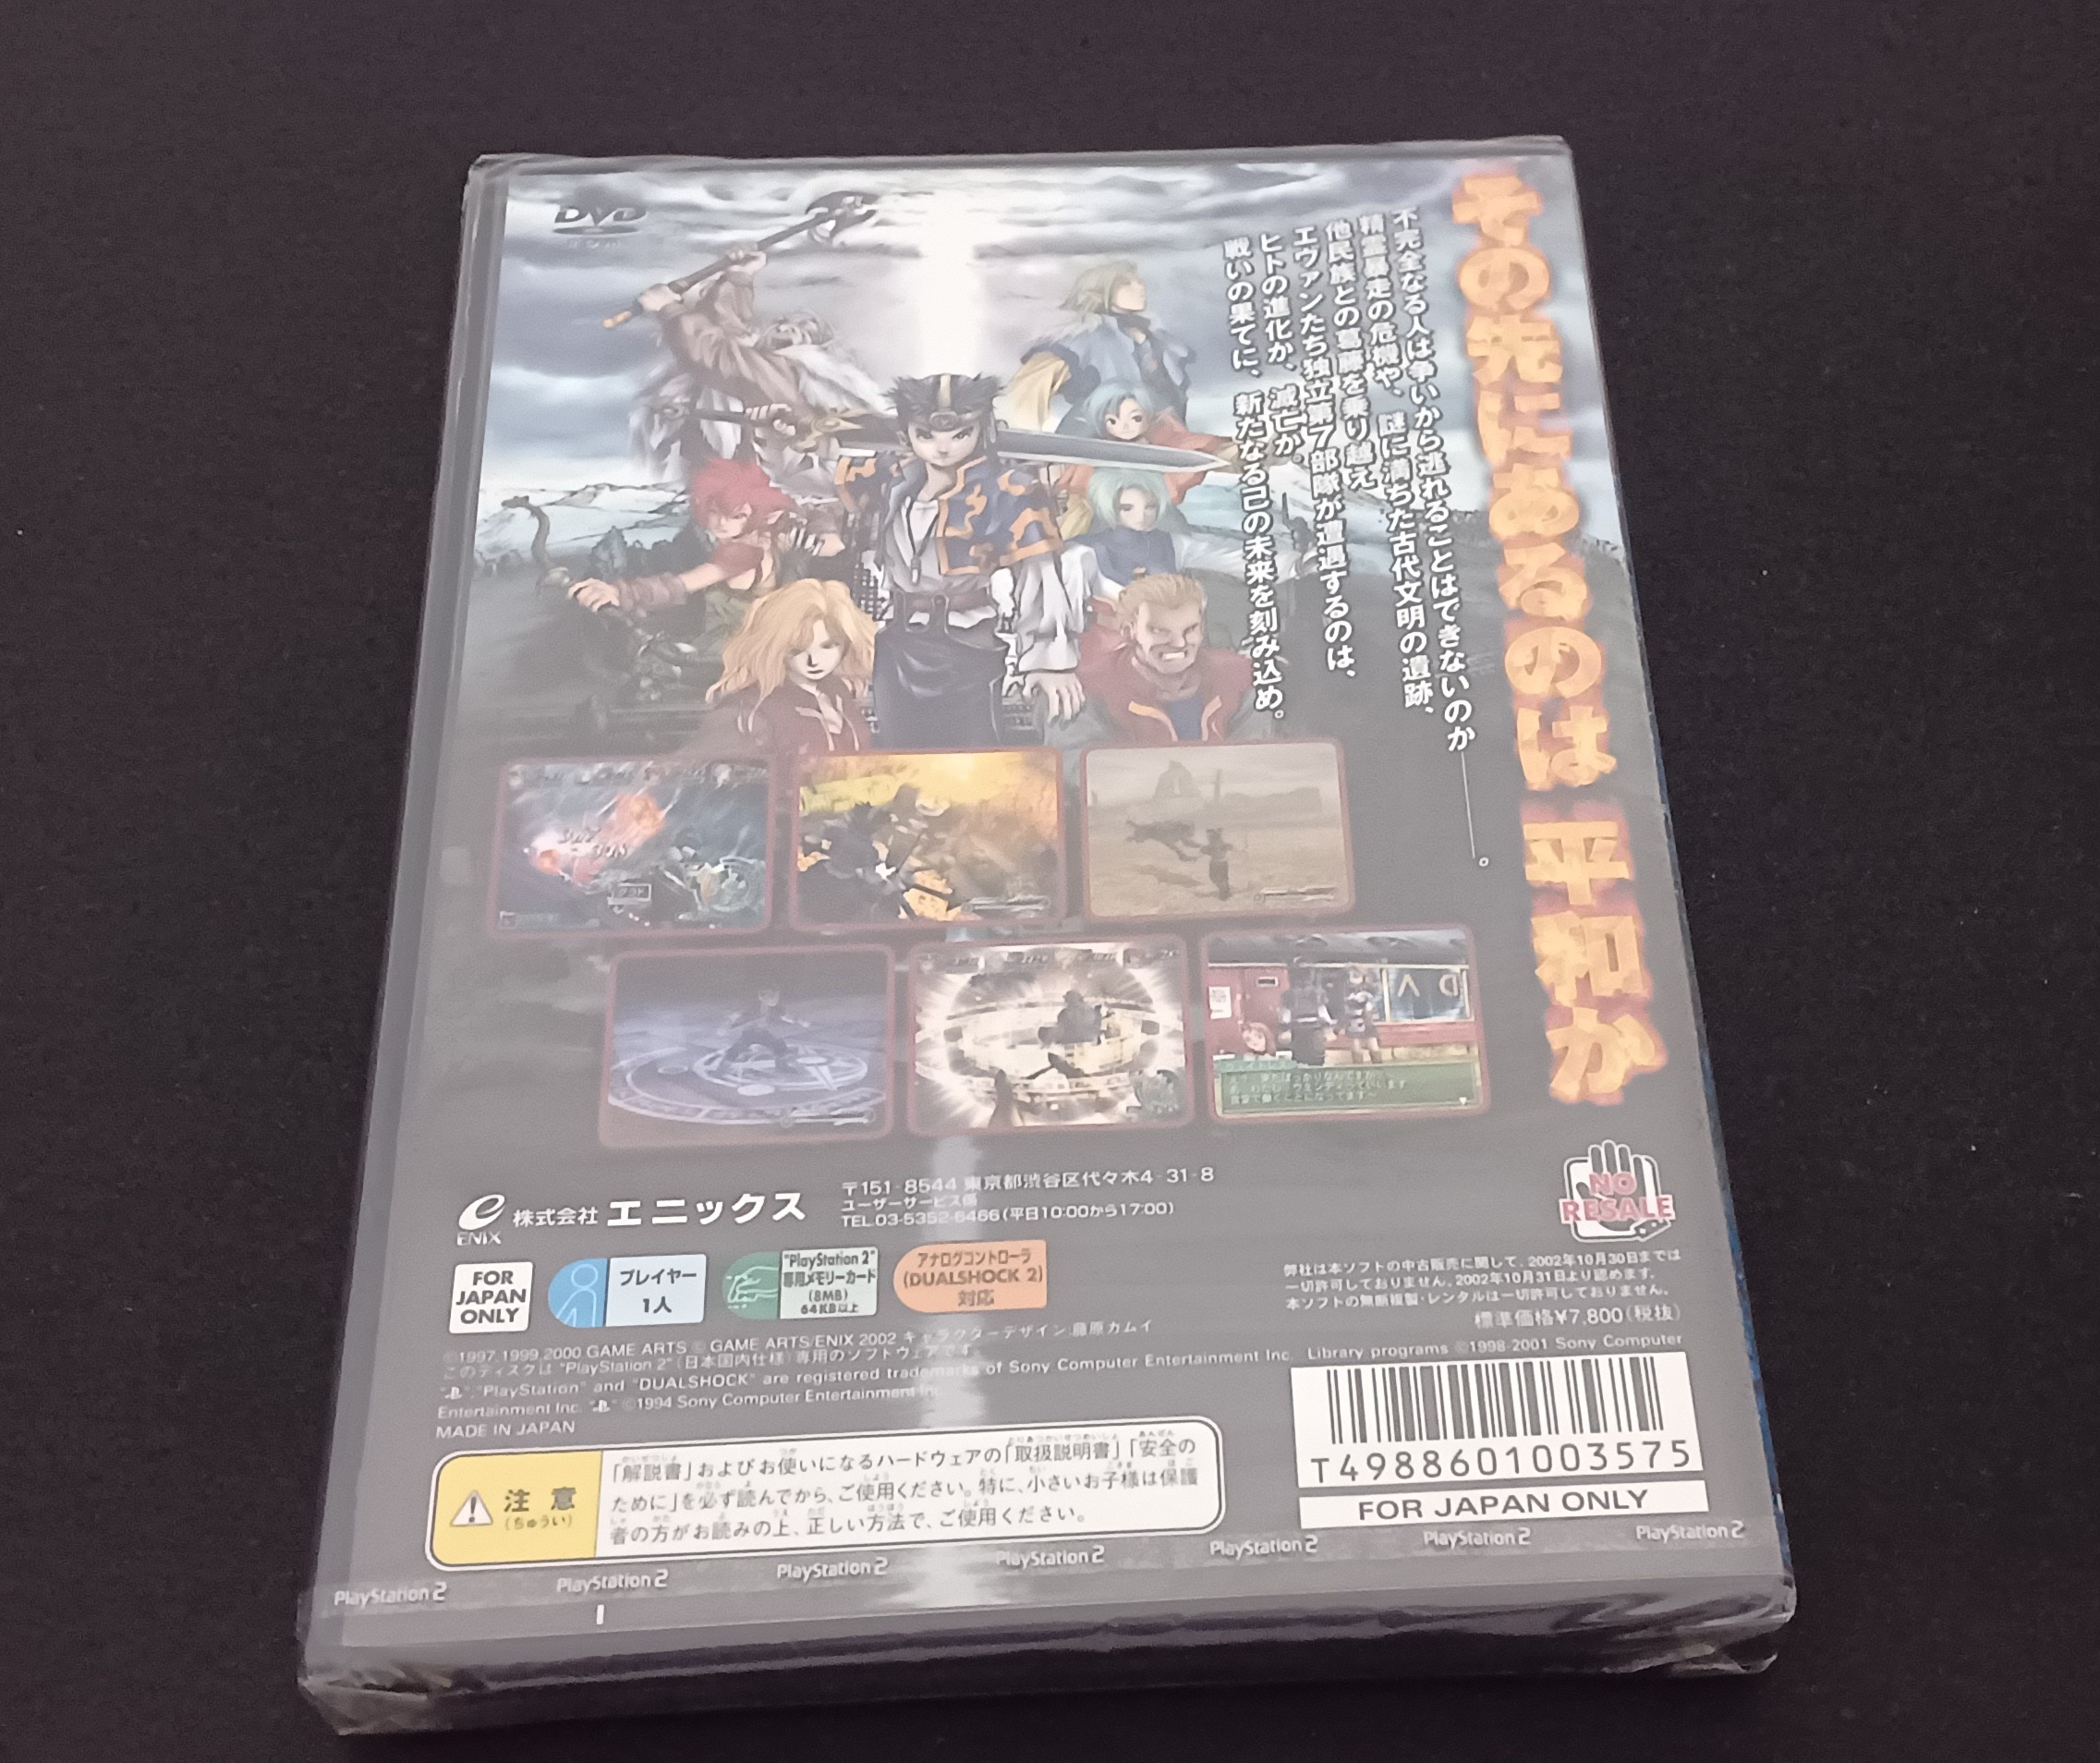 DVD
その先にあるのは 平和か
不完全なる人は争いから逃れることはできないのか――。
精霊暴走の危機や、謎に満ちた古代文明の遺跡、
他民族との葛藤を乗り越え
エヴァンたち独立第7部隊が遭遇するのは、
ヒトの進化か、滅亡か。
戦いの果てに、新たなる己の未来を刻み込め。
ENIX
株式会社 エニックス
〒151-8544 東京都渋谷区代々木4-31-8
ユーザーサービス係
TEL 03-5352-6466(平日10:00から17:00)
NO
RESALE
FOR
JAPAN
ONLY
プレイヤー
1人
"PlayStation 2"
専用メモリーカード
(8MB)
64KB以上
アナログコントローラ
(DUALSHOCK 2)
対応
弊社は本ソフトの中古販売に関して、2002年10月30日までは
一切許可しておりません。2002年10月31日より認めます。
本ソフトの無断複製・レンタルは一切許可しておりません。
標準価格¥7,800(税抜)
©1997,1999,2000 GAME ARTS © GAME ARTS/ENIX 2002 キャラクターデザイン:藤原カムイ
このディスクは "PlayStation 2"(日本国内仕様)専用のソフトウェアです
"PlayStation" and "DUALSHOCK" are registered trademarks of Sony Computer Entertainment Inc. Library programs ©1998-2001 Sony Computer
Entertainment Inc. ©1994 Sony Computer Entertainment Inc.
MADE IN JAPAN
T4988601003575
FOR JAPAN ONLY
注意
(ちゅうい)
「解説書」およびお使いになるハードウェアの「取扱説明書」「安全の
ために」を必ず読んでから、ご使用ください。特に、小さいお子様は保護
者の方がお読みの上、正しい方法で、ご使用ください。
PlayStation 2 PlayStation 2 PlayStation 2 PlayStation 2 PlayStation 2 PlayStation 2 PlayStation 2